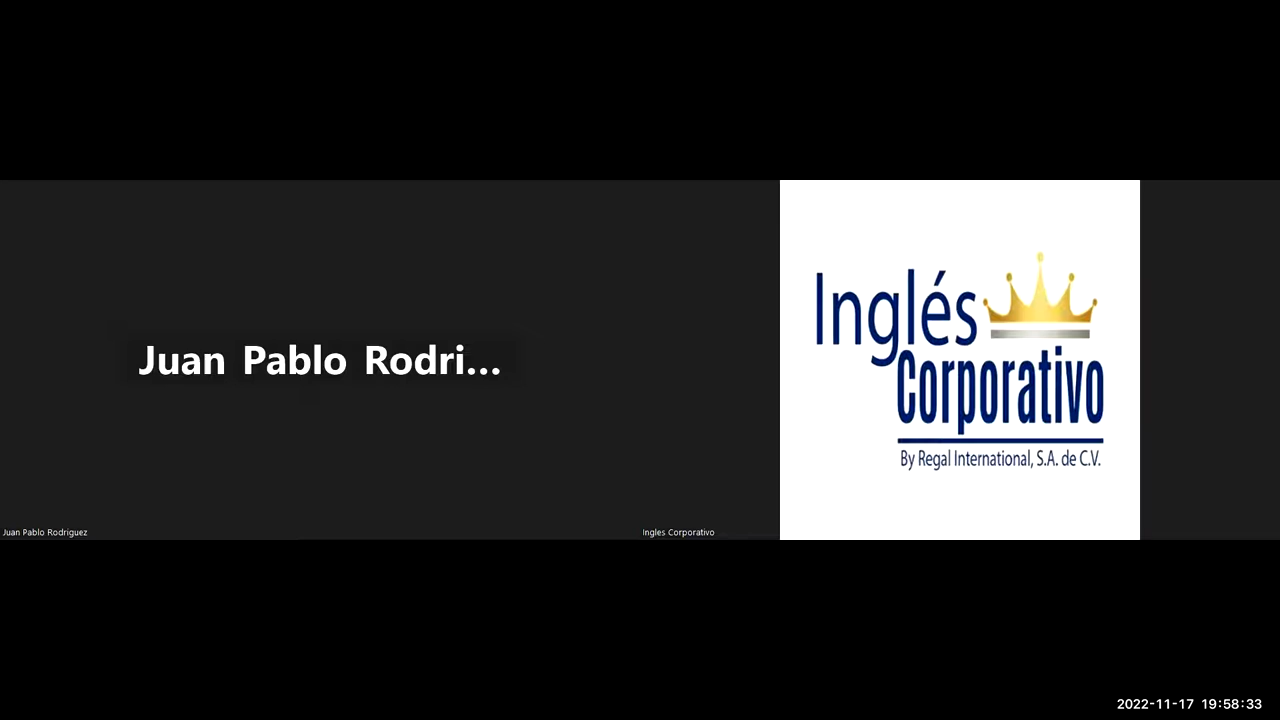 Juan Pablo Rodri...
Inglés
Corporativo
By Regal International, S.A. de C.V.
Juan Pablo Rodriguez
Ingles Corporativo
2022-11-17 19:58:33